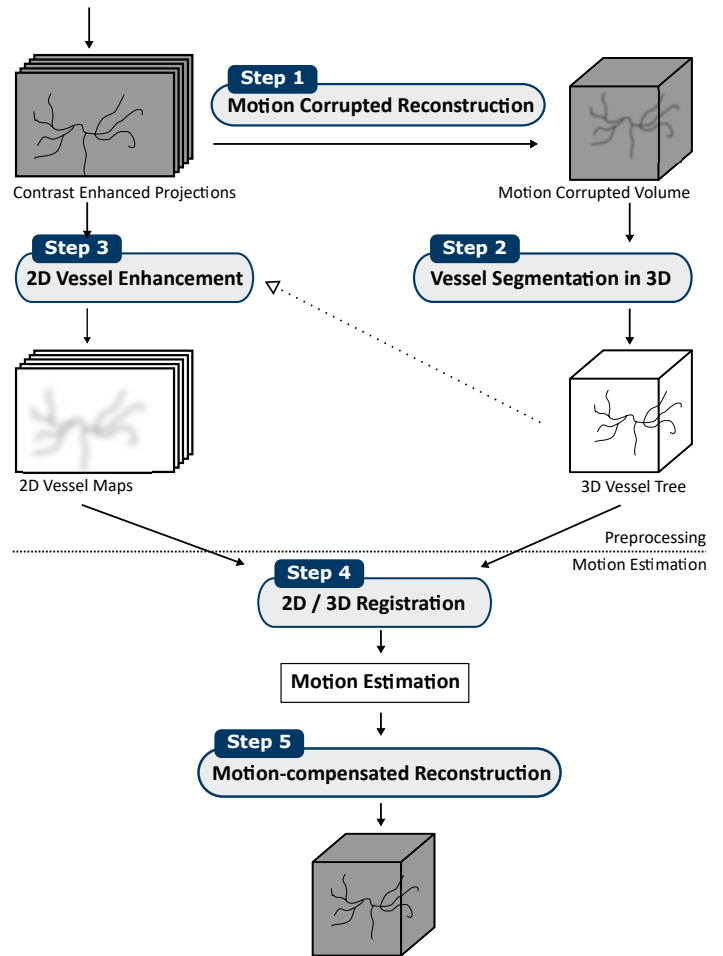 Step 1
Motion Corrupted Reconstruction
Contrast Enhanced Projections
Motion Corrupted Volume
Step 3
2D Vessel Enhancement
Step 2
Vessel Segmentation in 3D
2D Vessel Maps
3D Vessel Tree
Preprocessing
Motion Estimation
Step 4
2D / 3D Registration
Motion Estimation
Step 5
Motion-compensated Reconstruction